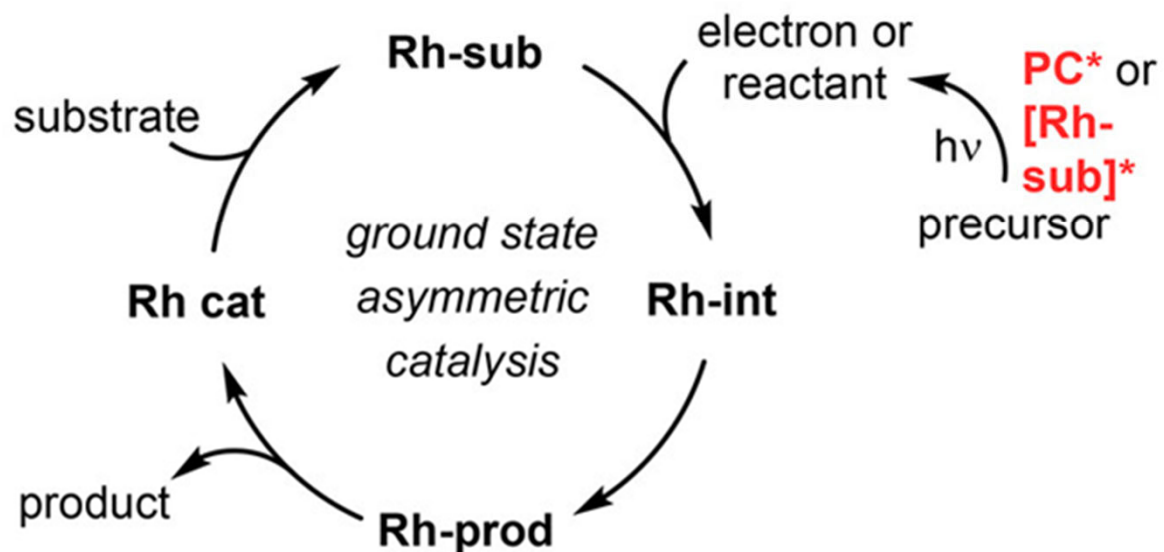 Rh-sub
electron or
reactant
PC* or
[Rh-
sub]*
hν
precursor
substrate
ground state
asymmetric
catalysis
Rh cat
Rh-int
product
Rh-prod